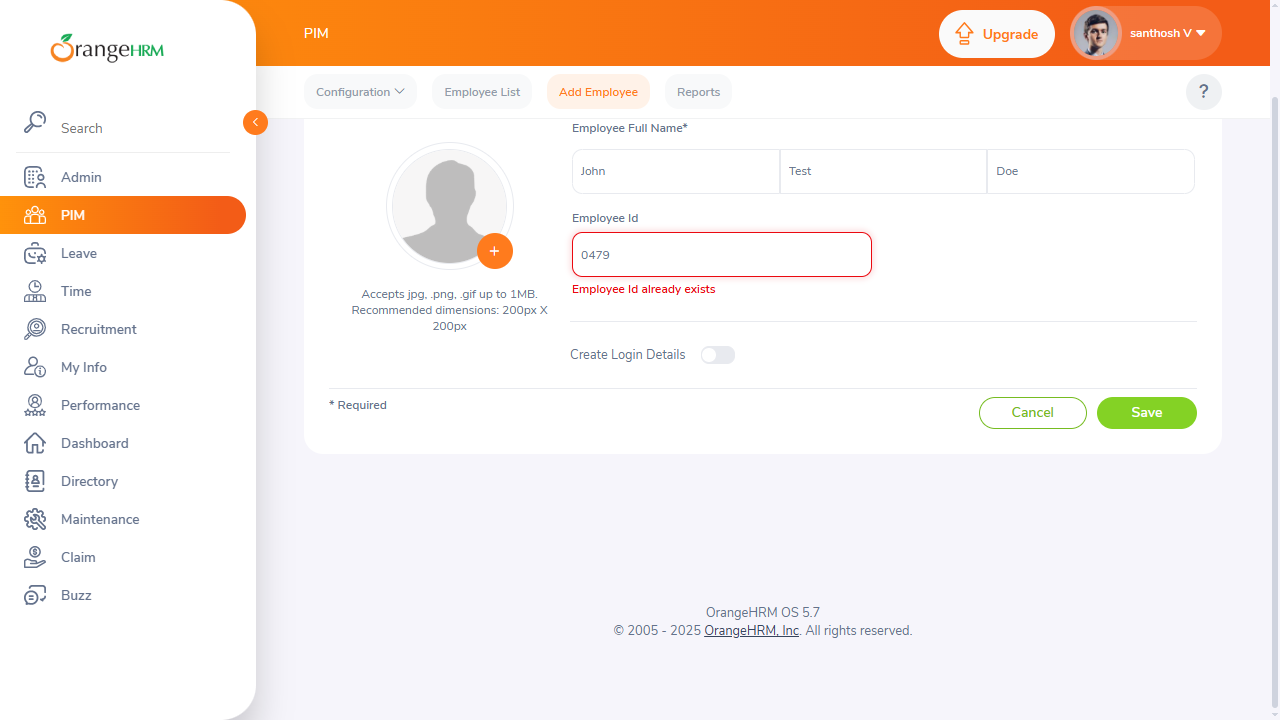 OrangeHRM
PIM
Upgrade
santhosh V
Configuration
Employee List
Add Employee
Reports
?
Search
Admin
PIM
Leave
Time
Recruitment
My Info
Performance
Dashboard
Directory
Maintenance
Claim
Buzz
Employee Full Name*
John
Test
Doe
Employee Id
0479
Employee Id already exists
Accepts jpg, .png, .gif up to 1MB.
Recommended dimensions: 200px X
200px
Create Login Details
* Required
Cancel
Save
OrangeHRM OS 5.7
© 2005 - 2025 OrangeHRM, Inc. All rights reserved.